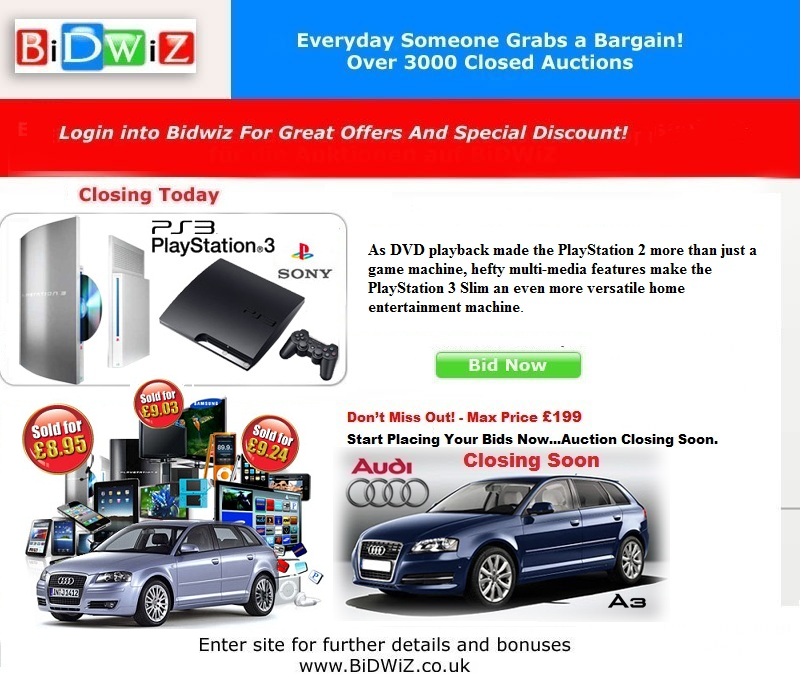 BiDWiZ
Everyday Someone Grabs a Bargain!
Over 3000 Closed Auctions
Login into Bidwiz For Great Offers And Special Discount!
Closing Today
PS3
PlayStation®3
SONY
As DVD playback made the PlayStation 2 more than just a
game machine, hefty multi-media features make the
PlayStation 3 Slim an even more versatile home
entertainment machine.
Bid Now
Sold for
£8.95
Sold for
£9.03
Sold for
£9.24
SAMSUNG
89.9
Don't Miss Out! - Max Price £199
Start Placing Your Bids Now...Auction Closing Soon.
Closing Soon
Audi
A3
Enter site for further details and bonuses
www.BiDWiZ.co.uk